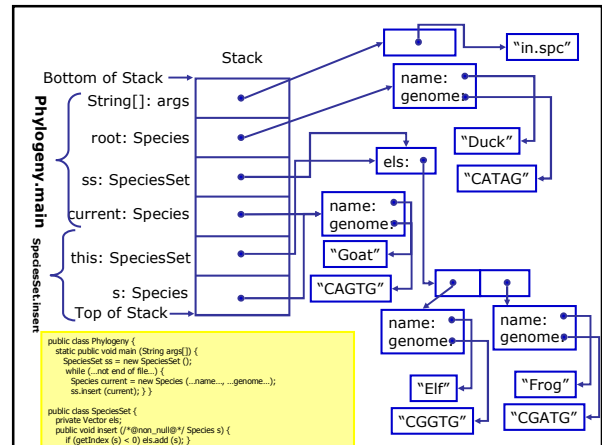 Stack
Bottom of Stack
String[]: args
root: Species
ss: SpeciesSet
current: Species
this: SpeciesSet
s: Species
Top of Stack
Phylogeny.main
SpeciesSet.insert
"in.spc"
name:
genome:
"Duck"
"CATAG"
els:
name:
genome:
"Goat"
"CAGTG"
name:
genome:
"Elf"
"CGGTG"
name:
genome:
"Frog"
"CGATG"
public class Phylogeny {
static public void main (String args[]) {
SpeciesSet ss = new SpeciesSet ();
while (...not end of file...) {
Species current = new Species (...name..., ...genome...);
ss.insert (current); } }
public class SpeciesSet {
private Vector els;
public void insert (/*@non_null@*/ Species s) {
if (getIndex (s) < 0) els.add (s); }